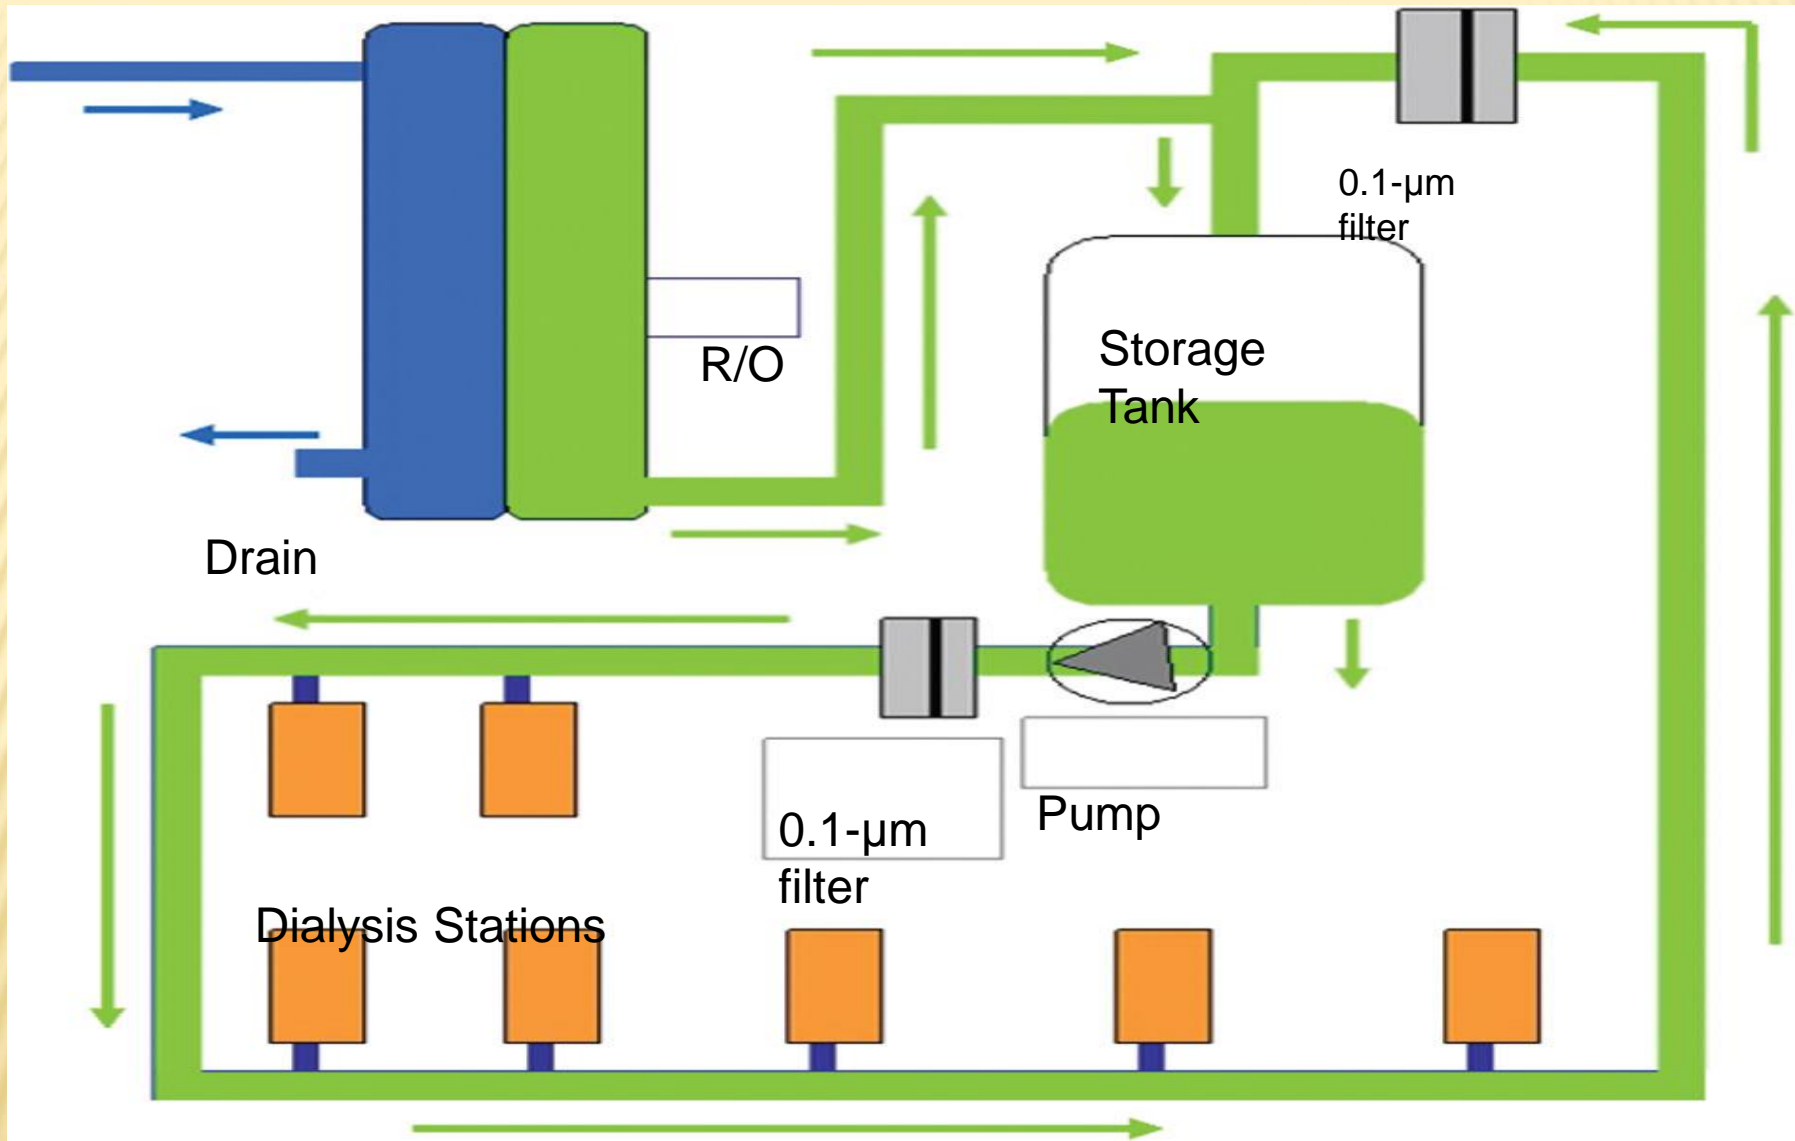 0.1-µm
filter
Storage
Tank
R/O
Drain
0.1-µm
filter
Pump
Dialysis Stations